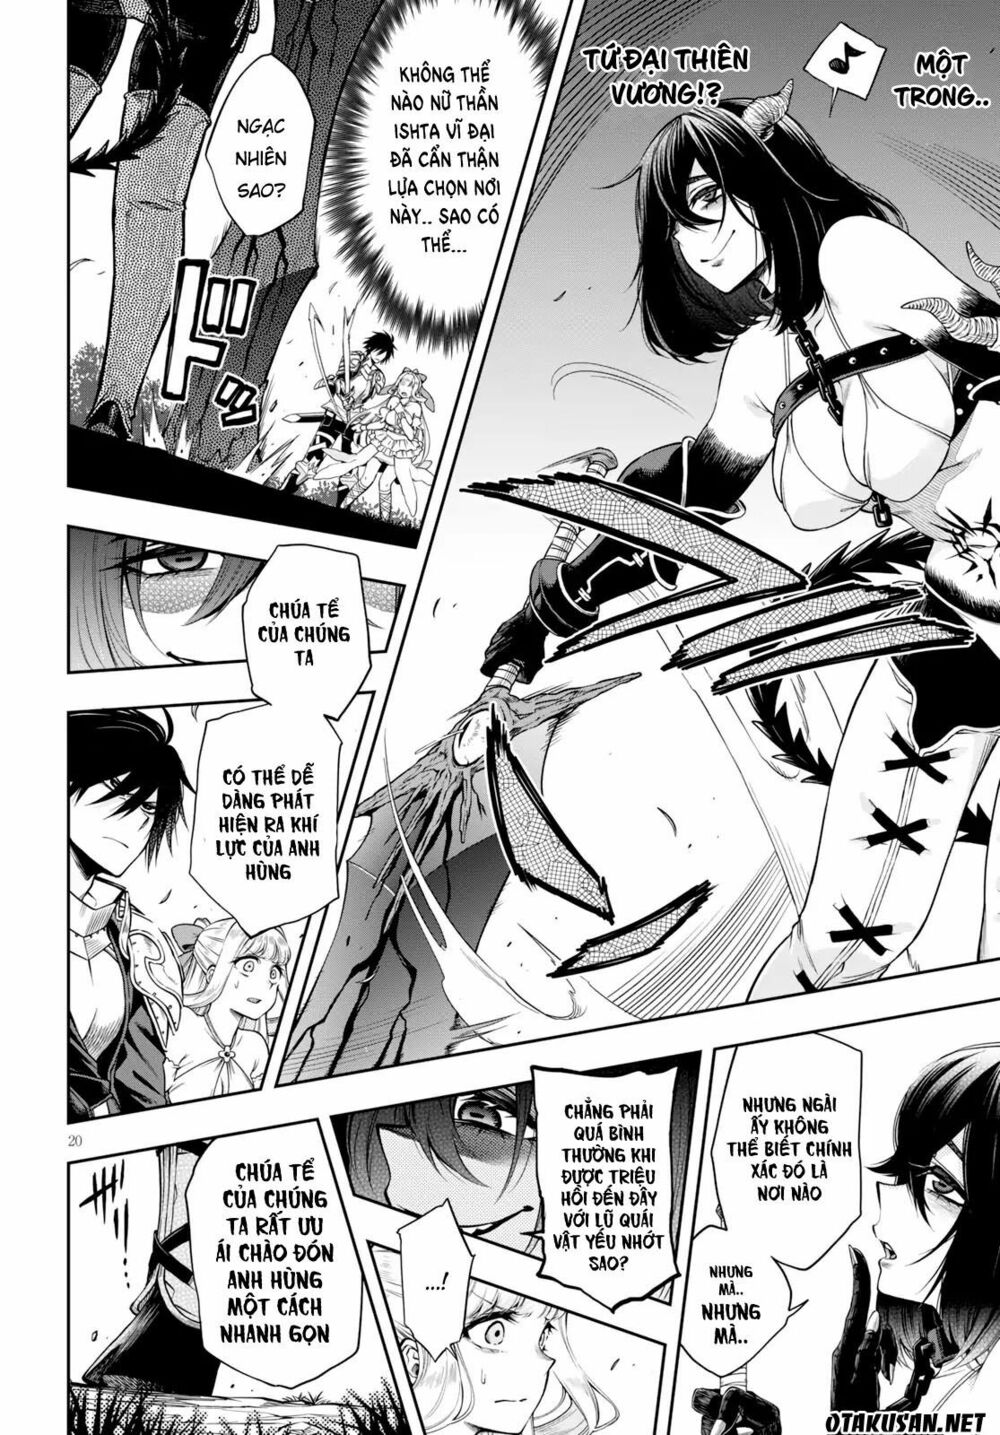 MỘT
TRONG..
TỨ ĐẠI THIÊN
VƯƠNG!?
KHÔNG THỂ
NÀO NỮ THẦN
ISHTA VĨ ĐẠI
ĐÃ CẨN THẬN
LỰA CHỌN NƠI
NÀY.. SAO CÓ
THỂ...
NGẠC
NHIÊN
SAO?
ドドド
CHÚA TỂ
CỦA CHÚNG
TA
CÓ THỂ DỄ
DÀNG PHÁT
HIỆN RA KHÍ
LỰC CỦA ANH
HÙNG
NHƯNG NGÀI
ẤY KHÔNG
THỂ BIẾT CHÍNH
XÁC ĐÓ LÀ
NƠI NÀO
NHƯNG
MÀ..
NHƯNG
MÀ..
CHẲNG PHẢI
QUÁ BÌNH
THƯỜNG KHI
ĐƯỢC TRIỆU
HỒI ĐẾN ĐÂY
VỚI LŨ QUÁI
VẬT YẾU NHỚT
SAO?
...!
CHÚA TỂ
CỦA CHÚNG
TA RẤT ƯU
ÁI CHÀO ĐÓN
ANH HÙNG
MỘT CÁCH
NHANH GỌN
20
OTAKUSAN.NET